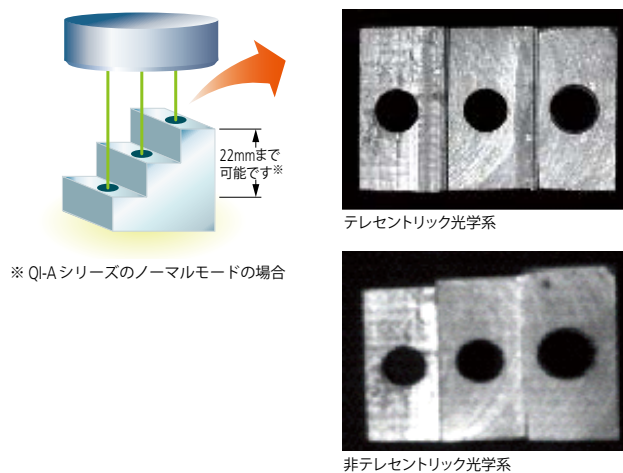 22mmまで
可能です※
※ QI-Aシリーズのノーマルモードの場合
テレセントリック光学系
非テレセントリック光学系